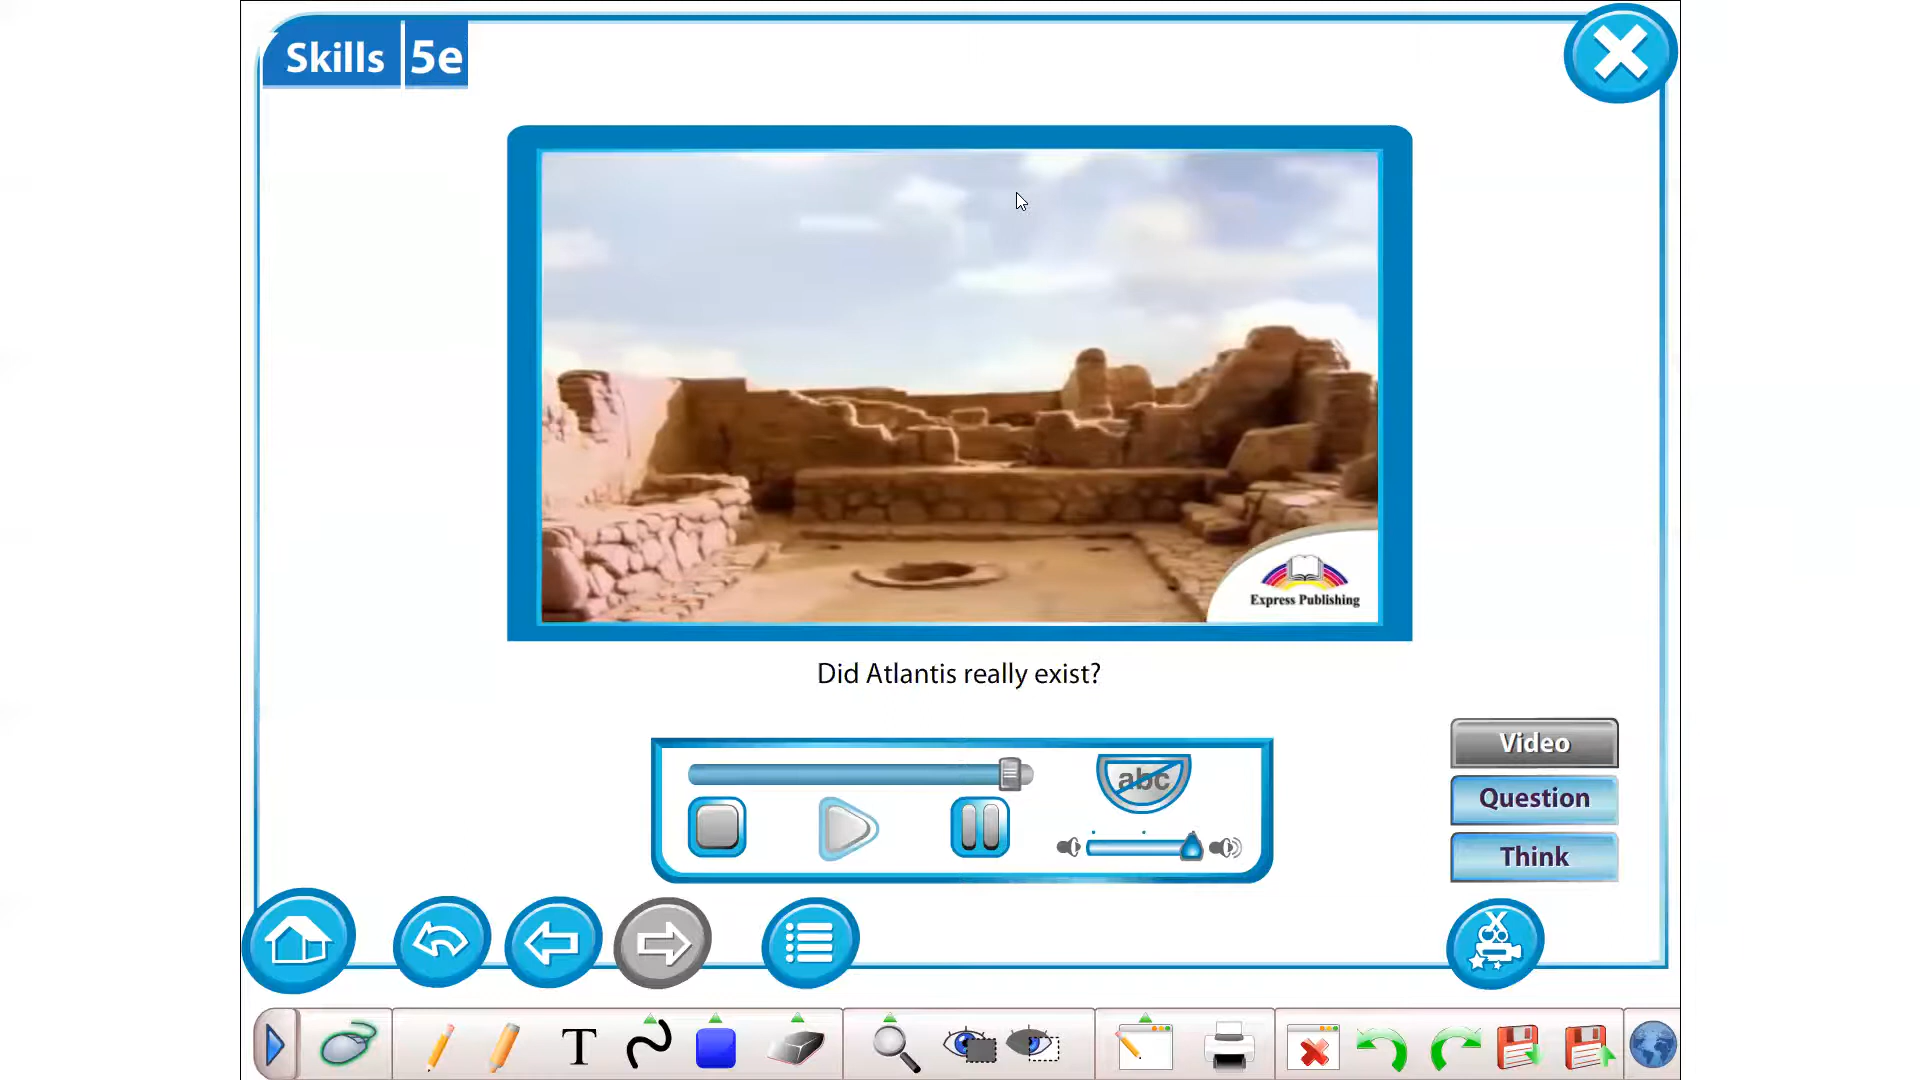 Skills 5e
Express Publishing
Did Atlantis really exist?
abc
Video
Question
Think
T